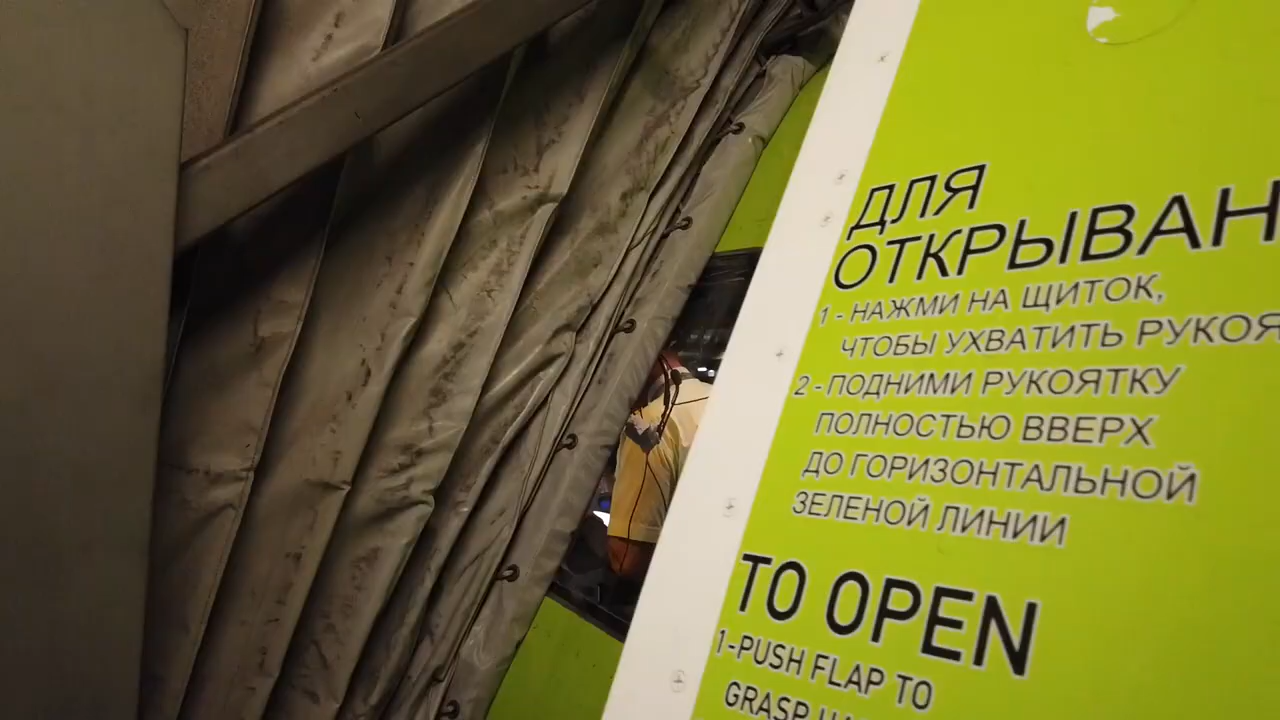 ДЛЯ
ОТКРЫВАН
1 - НАЖМИ НА ЩИТОК,
ЧТОБЫ УХВАТИТЬ РУКОЯ
2 - ПОДНИМИ РУКОЯТКУ
ПОЛНОСТЬЮ ВВЕРХ
ДО ГОРИЗОНТАЛЬНОЙ
ЗЕЛЕНОЙ ЛИНИИ
TO OPEN
1-PUSH FLAP TO
GRASP